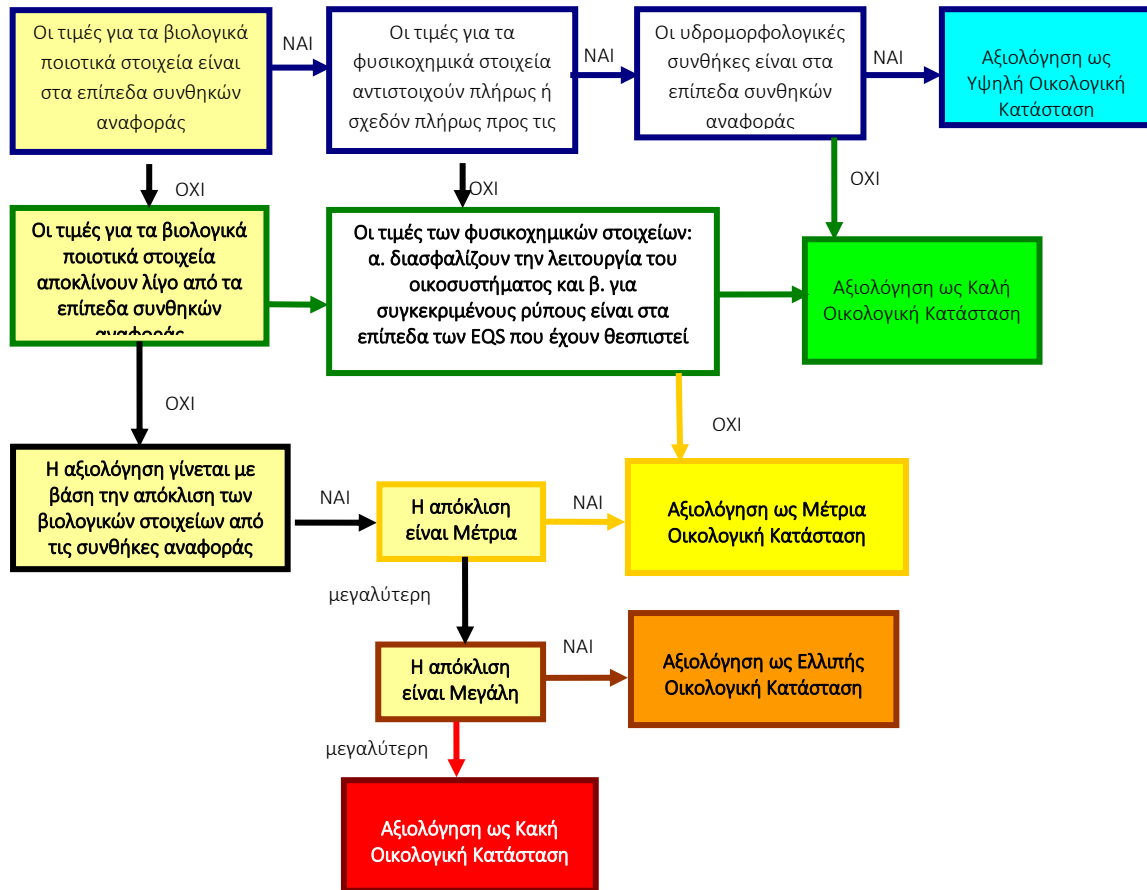 Οι τιμές για τα βιολογικά
ποιοτικά στοιχεία είναι
στα επίπεδα συνθηκών
αναφοράς
ΝΑΙ
Οι τιμές για τα
φυσικοχημικά στοιχεία
αντιστοιχούν πλήρως ή
σχεδόν πλήρως προς τις
ΝΑΙ
Οι υδρομορφολογικές
συνθήκες είναι στα
επίπεδα συνθηκών
αναφοράς
ΝΑΙ
Αξιολόγηση ως
Υψηλή Οικολογική
Κατάσταση
ΟΧΙ
ΟΧΙ
ΟΧΙ
Οι τιμές για τα βιολογικά
ποιοτικά στοιχεία
αποκλίνουν λίγο από τα
επίπεδα συνθηκών
αναφοράς
Οι τιμές των φυσικοχημικών στοιχείων:
α. διασφαλίζουν την λειτουργία του
οικοσυστήματος και β. για
συγκεκριμένους ρύπους είναι στα
επίπεδα των EQS που έχουν θεσπιστεί
Αξιολόγηση ως Καλή
Οικολογική Κατάσταση
ΟΧΙ
ΟΧΙ
Η αξιολόγηση γίνεται με
βάση την απόκλιση των
βιολογικών στοιχείων από
τις συνθήκες αναφοράς
ΝΑΙ
Η απόκλιση
είναι Μέτρια
ΝΑΙ
Αξιολόγηση ως Μέτρια
Οικολογική Κατάσταση
μεγαλύτερη
Η απόκλιση
είναι Μεγάλη
ΝΑΙ
Αξιολόγηση ως Ελλιπής
Οικολογική Κατάσταση
μεγαλύτερη
Αξιολόγηση ως Κακή
Οικολογική Κατάσταση